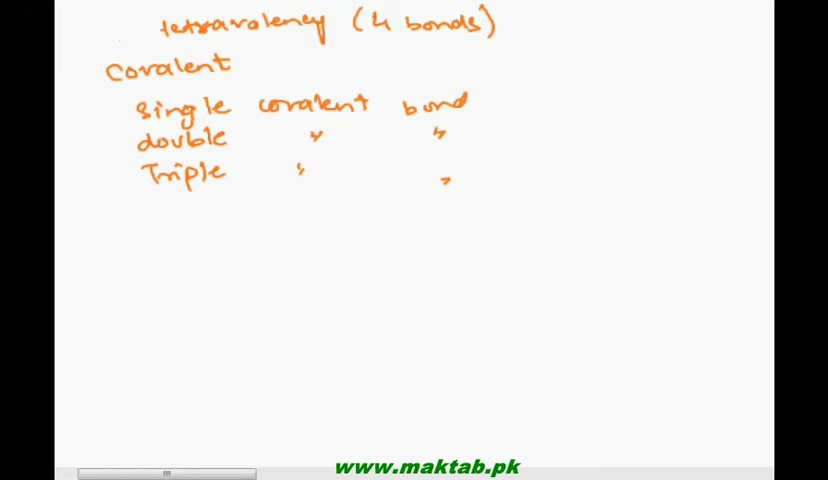 tetravalency (4 bonds)
Covalent
Single covalent bond
double " "
Triple " "
www.maktab.pk